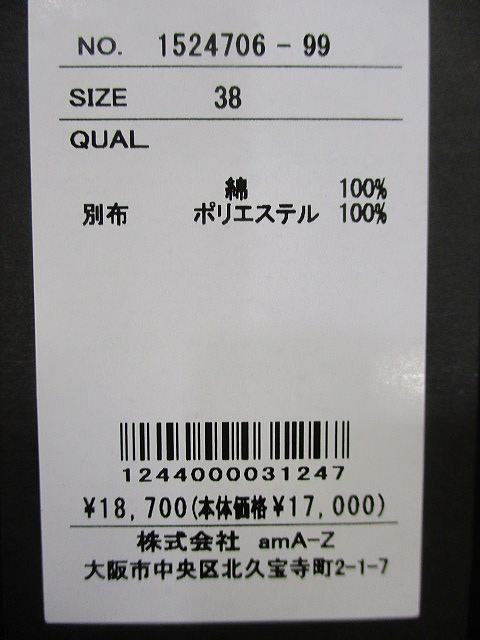 NO. 1524706-99
SIZE 38
QUAL
綿 100%
別布 ポリエステル 100%
1244000031247
¥18,700(本体価格¥17,000)
株式会社 amA-Z
大阪市中央区北久宝寺町2-1-7